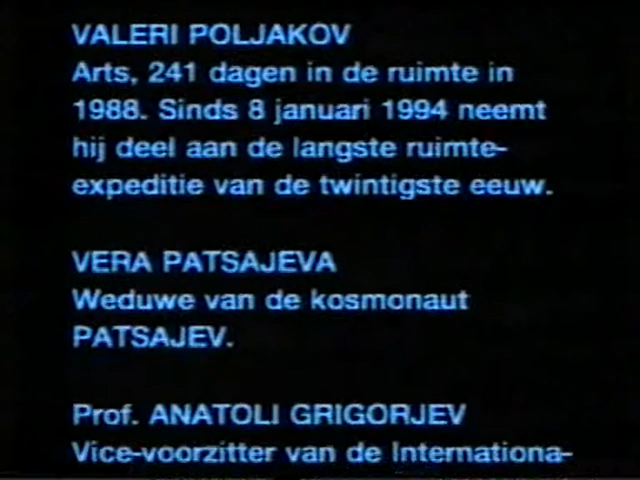 VALERI POLJAKOV
Arts, 241 dagen in de ruimte in
1988. Sinds 8 januari 1994 neemt
hij deel aan de langste ruimte-
expeditie van de twintigste eeuw.
VERA PATSAJEVA
Weduwe van de kosmonaut
PATSAJEV.
Prof. ANATOLI GRIGORJEV
Vice-voorzitter van de Internationa-